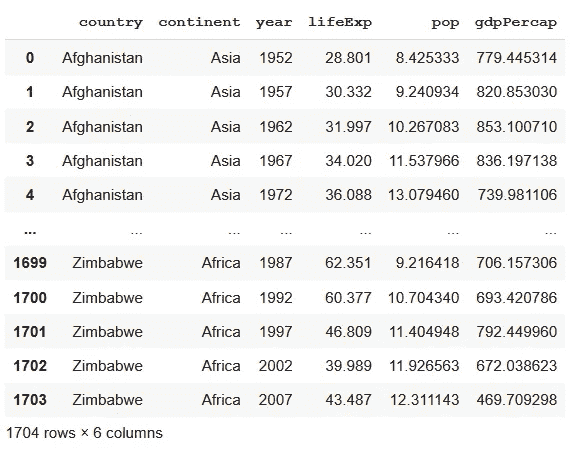 country continent year lifeExp pop gdpPercap
0 Afghanistan Asia 1952 28.801 8.425333 779.445314
1 Afghanistan Asia 1957 30.332 9.240934 820.853030
2 Afghanistan Asia 1962 31.997 10.267083 853.100710
3 Afghanistan Asia 1967 34.020 11.537966 836.197138
4 Afghanistan Asia 1972 36.088 13.079460 739.981106
... ... ... ... ... ... ...
1699 Zimbabwe Africa 1987 62.351 9.216418 706.157306
1700 Zimbabwe Africa 1992 60.377 10.704340 693.420786
1701 Zimbabwe Africa 1997 46.809 11.404948 792.449960
1702 Zimbabwe Africa 2002 39.989 11.926563 672.038623
1703 Zimbabwe Africa 2007 43.487 12.311143 469.709298
1704 rows × 6 columns